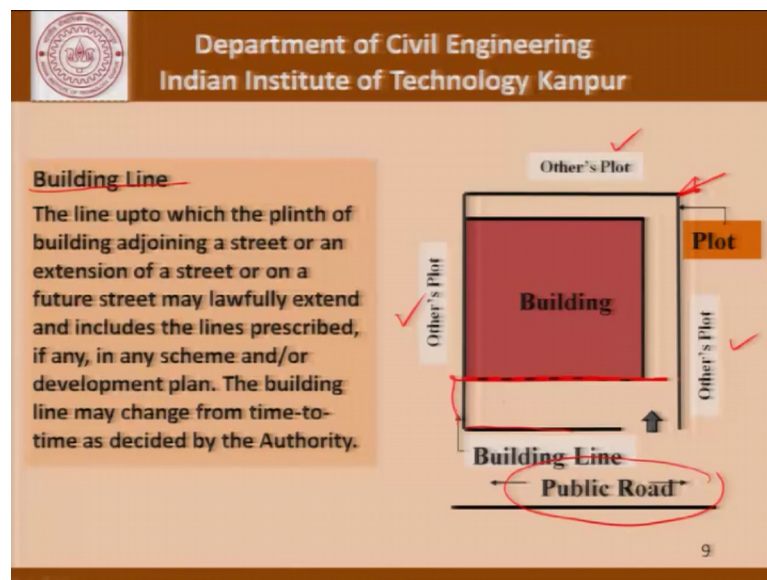 Department of Civil Engineering
Indian Institute of Technology Kanpur
Building Line
The line upto which the plinth of
building adjoining a street or an
extension of a street or on a
future street may lawfully extend
and includes the lines prescribed,
if any, in any scheme and/or
development plan. The building
line may change from time-to-
time as decided by the Authority.
Other's Plot
Plot
Other's Plot
Building
Other's Plot
Building Line
Public Road
9